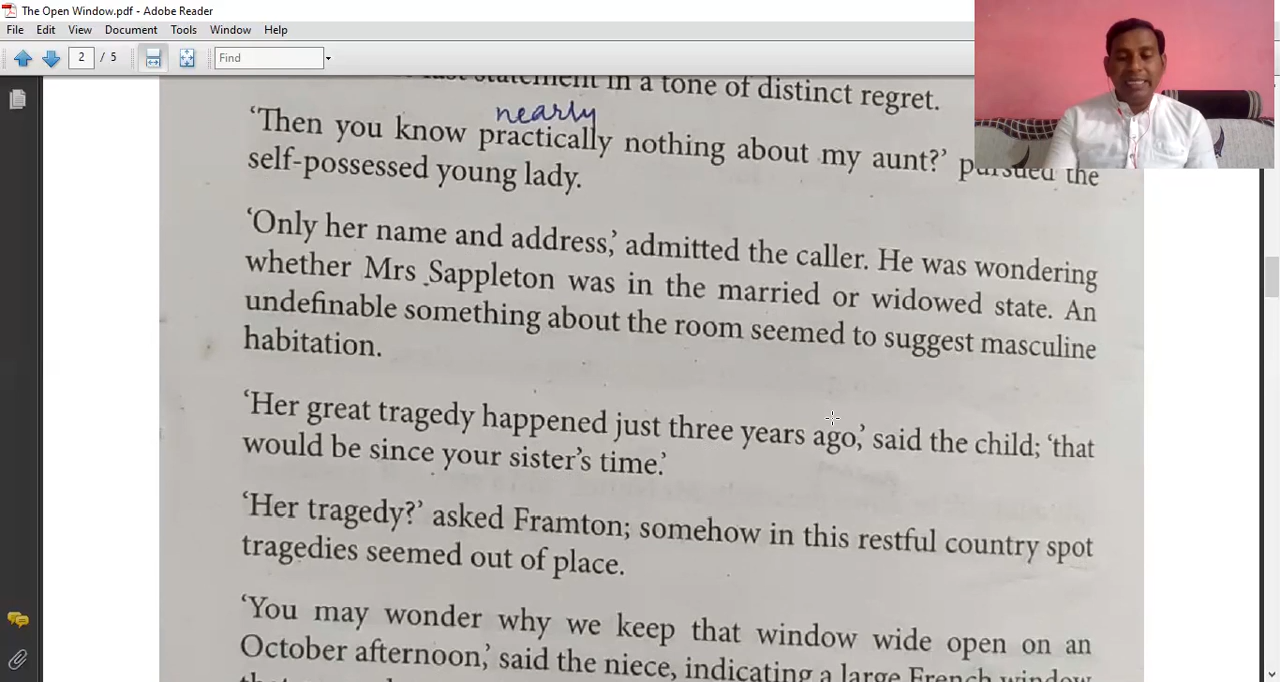 The Open Window.pdf - Adobe Reader
File Edit View Document Tools Window Help
2 / 5 Find
last statement in a tone of distinct regret.
nearly
‘Then you know practically nothing about my aunt?’ pursued the
self-possessed young lady.
‘Only her name and address,’ admitted the caller. He was wondering
whether Mrs Sappleton was in the married or widowed state. An
undefinable something about the room seemed to suggest masculine
habitation.
‘Her great tragedy happened just three years ago,’ said the child; ‘that
would be since your sister’s time.’
‘Her tragedy?’ asked Framton; somehow in this restful country spot
tragedies seemed out of place.
‘You may wonder why we keep that window wide open on an
October afternoon,’ said the niece, indicating a large French window